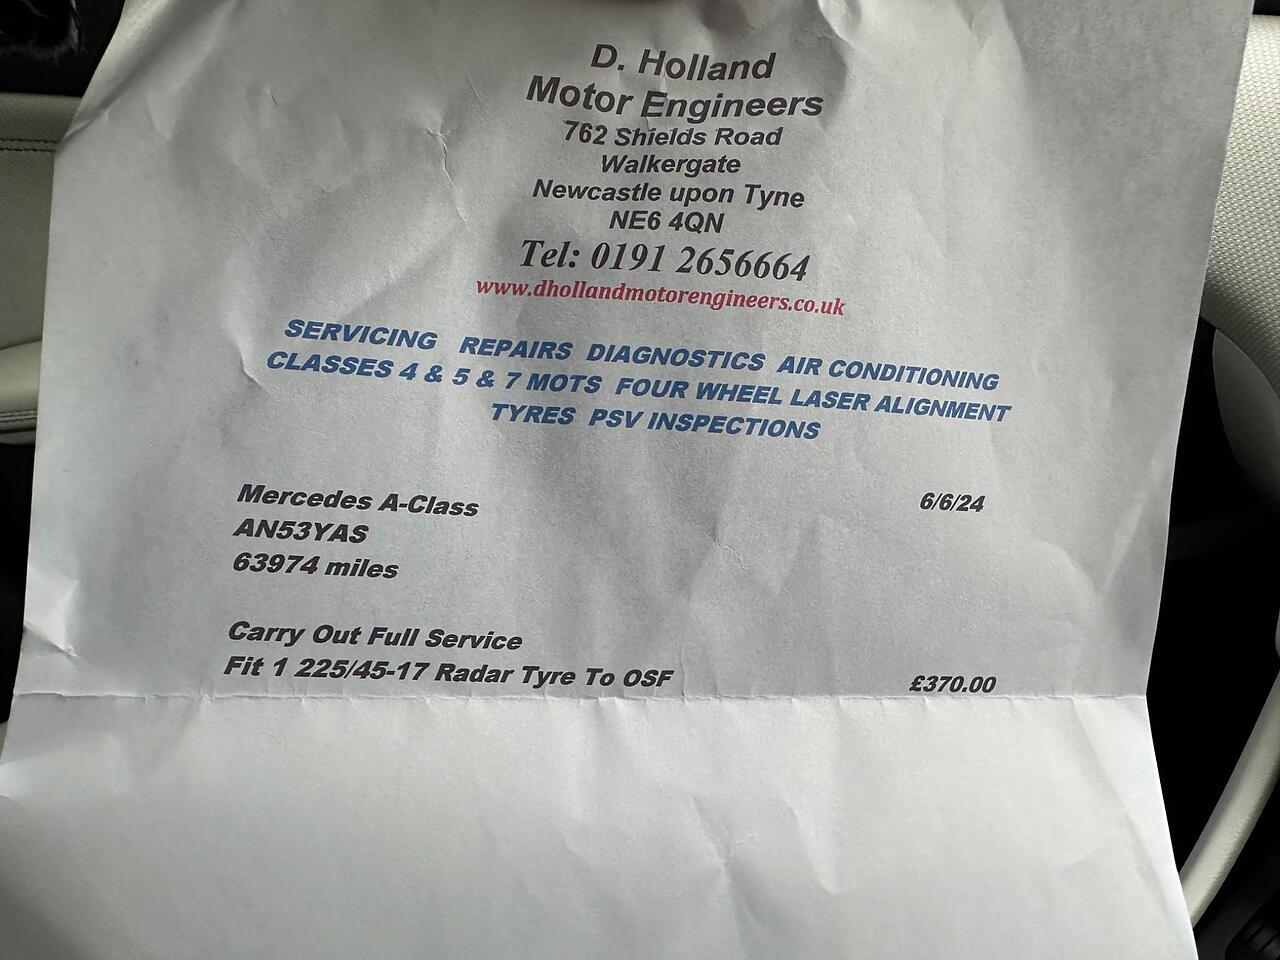 D. Holland
Motor Engineers
762 Shields Road
Walkergate
Newcastle upon Tyne
NE6 4QN
Tel: 0191 2656664
www.dhollandmotorengineers.co.uk
SERVICING REPAIRS DIAGNOSTICS AIR CONDITIONING
CLASSES 4 & 5 & 7 MOTS FOUR WHEEL LASER ALIGNMENT
TYRES PSV INSPECTIONS
Mercedes A-Class 6/6/24
AN53YAS
63974 miles
Carry Out Full Service
Fit 1 225/45-17 Radar Tyre To OSF £370.00